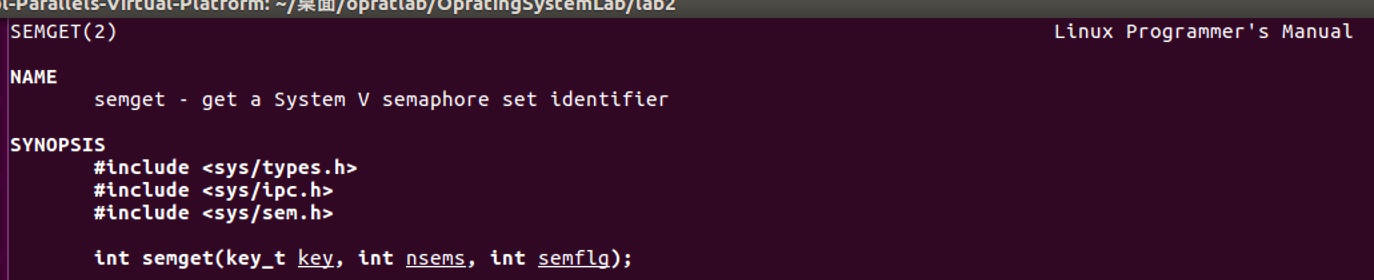 ol-Parallels-Virtual-Platform: ~/桌面/opratlab/OpratingSystemLab/lab2
SEMGET(2) Linux Programmer's Manual
NAME
semget - get a System V semaphore set identifier
SYNOPSIS
#include <sys/types.h>
#include <sys/ipc.h>
#include <sys/sem.h>
int semget(key_t key, int nsems, int semflg);